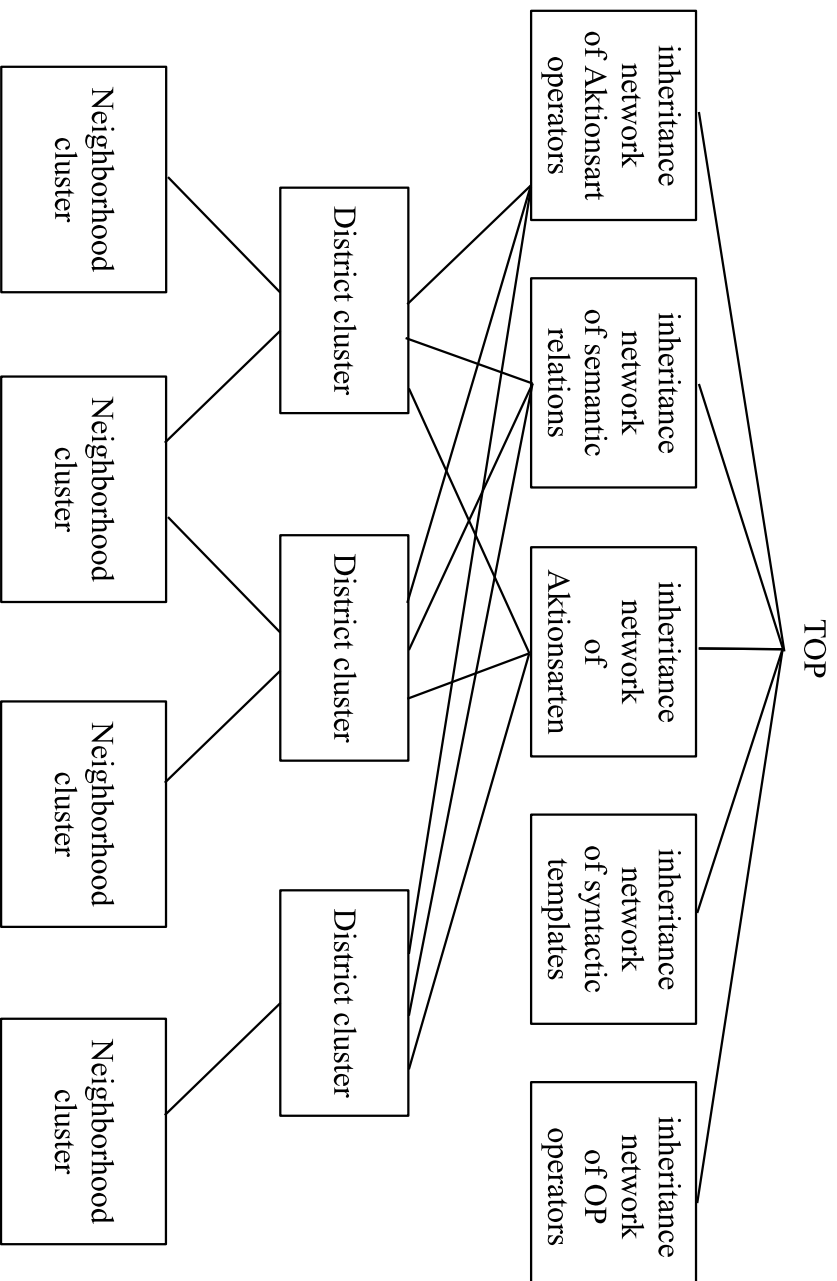 TOP
inheritance
network
of Aktionsart
operators
inheritance
network
of semantic
relations
inheritance
network
of
Aktionsarten
inheritance
network
of syntactic
templates
inheritance
network
of OP
operators
District cluster
District cluster
District cluster
Neighborhood
cluster
Neighborhood
cluster
Neighborhood
cluster
Neighborhood
cluster